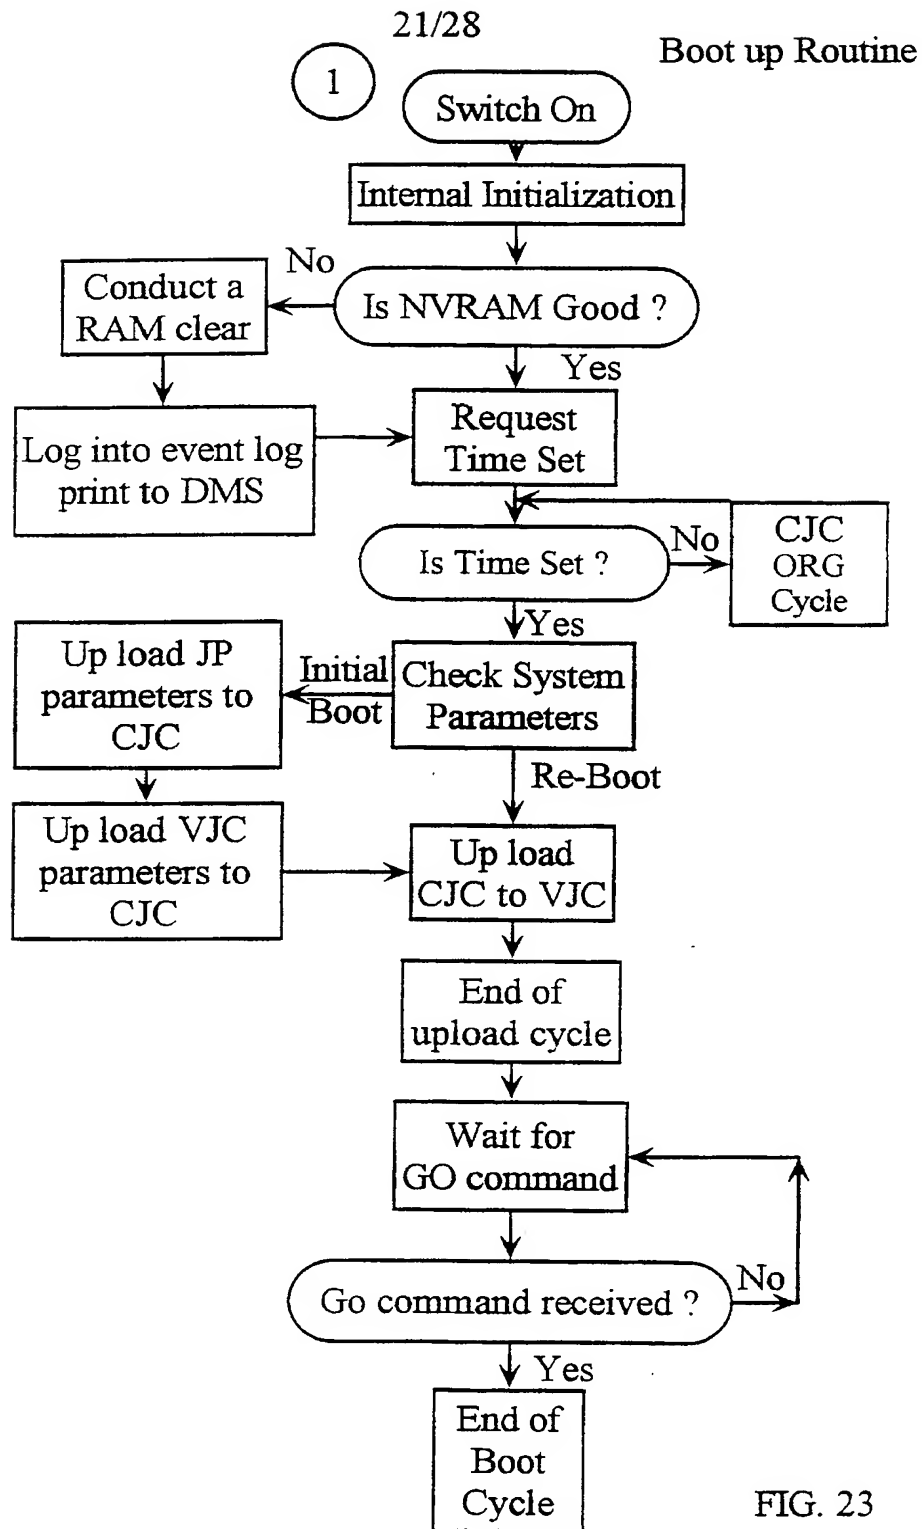 21/28
Boot up Routine
1
Switch On
Internal Initialization
No
Conduct a
RAM clear
Is NVRAM Good ?
Yes
Log into event log
print to DMS
Request
Time Set
Is Time Set ?
No
CJC
ORG
Cycle
Yes
Up load JP
parameters to
CJC
Initial
Boot
Check System
Parameters
Re-Boot
Up load VJC
parameters to
CJC
Up load
CJC to VJC
End of
upload cycle
Wait for
GO command
Go command received ?
No
Yes
End of
Boot
Cycle
FIG. 23